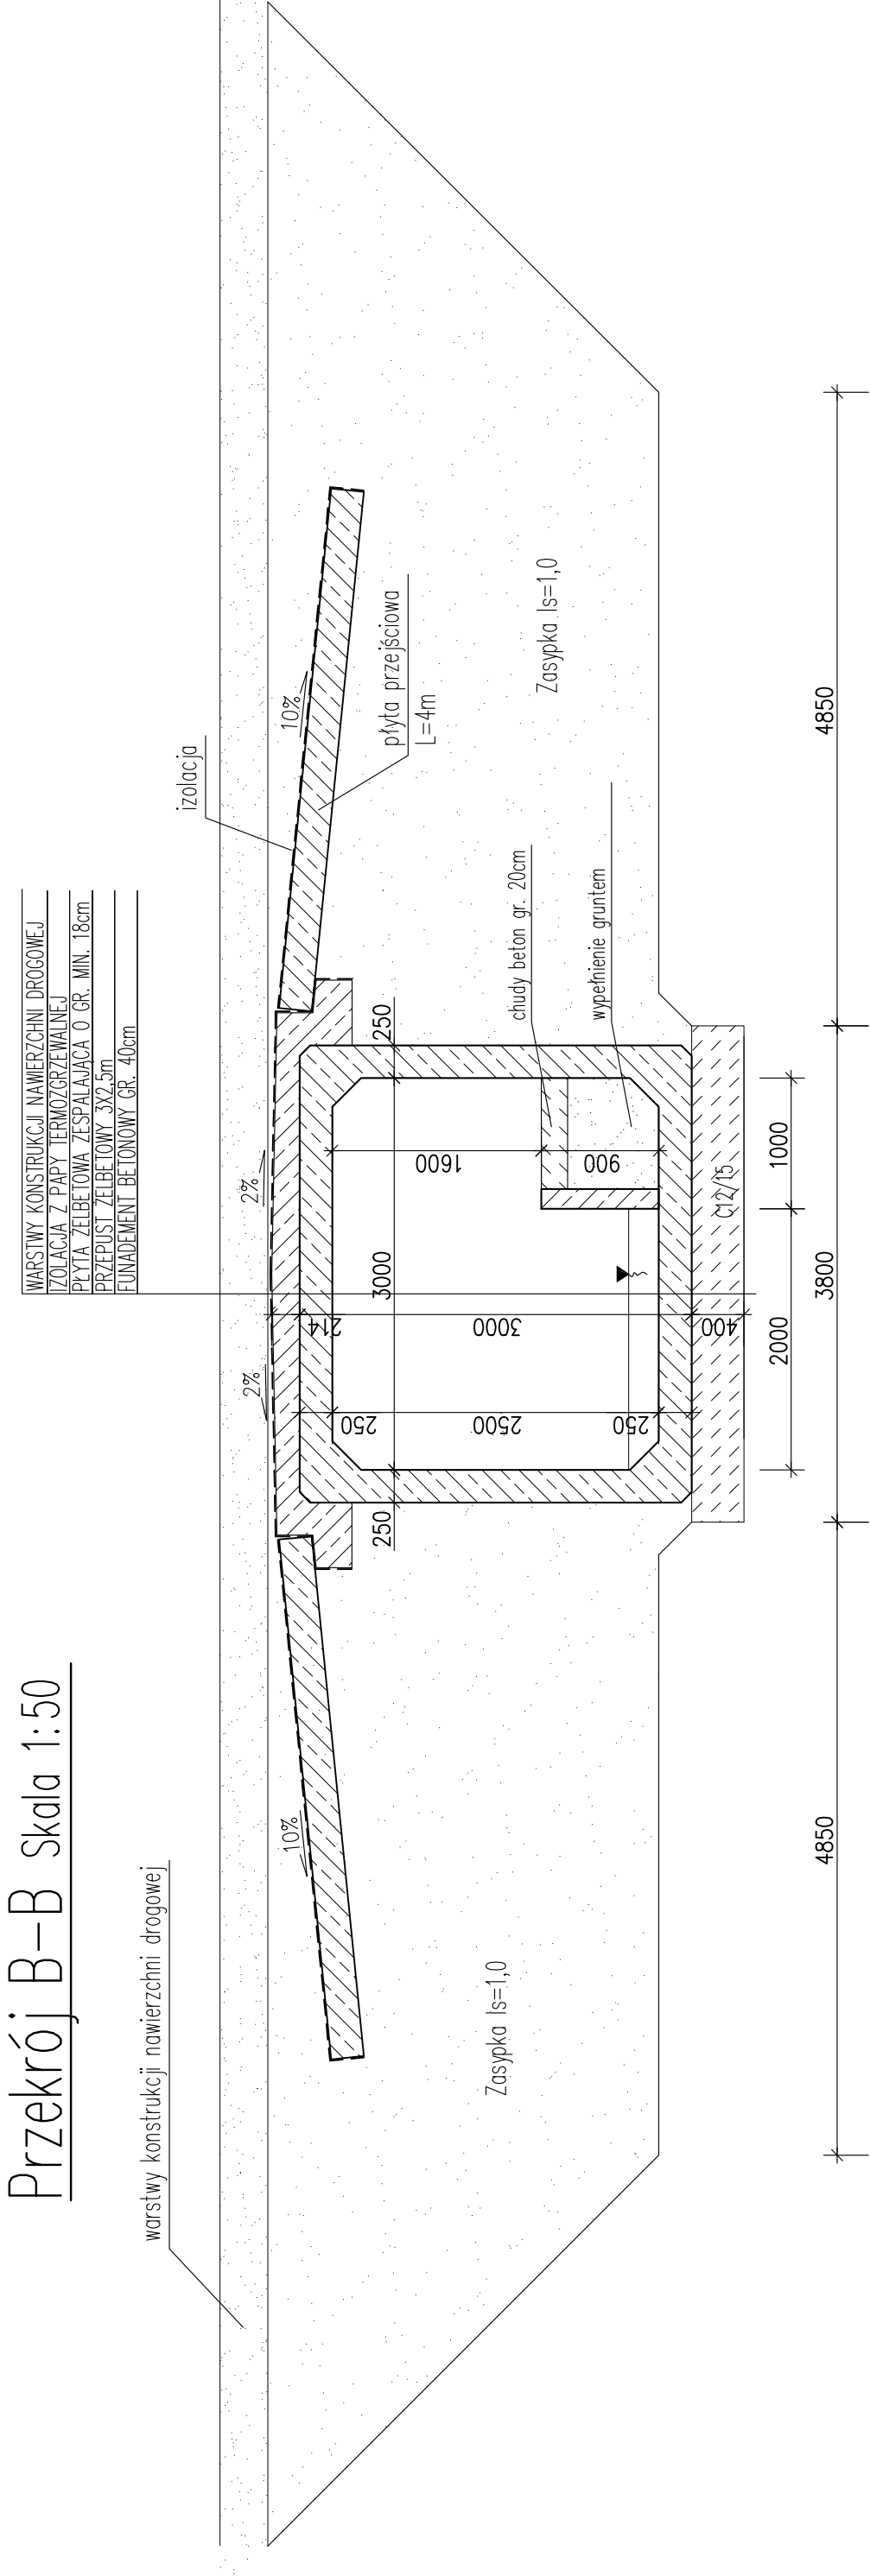 Przekrój B-B Skala 1:50
WARSTWY KONSTRUKCJI NAWIERZCHNI DROGOWEJ
IZOLACJA Z PAPY TERMOZGRZEWALNEJ
PŁYTA ŻELBETOWA ZESPALAJĄCA O GR. MIN. 18cm
PRZEPUST ŻELBETOWY 3X2,5m
FUNADEMENT BETONOWY GR. 40cm
warstwy konstrukcji nawierzchni drogowej
izolacja
10%
2%
2%
10%
płyta przejściowa
L=4m
Zasypka Is=1,0
Zasypka Is=1,0
chudy beton gr. 20cm
wypełnienie gruntem
250
3000
250
214
3000
400
250
2500
250
1600
900
C12/15
2000
1000
4850
3800
4850